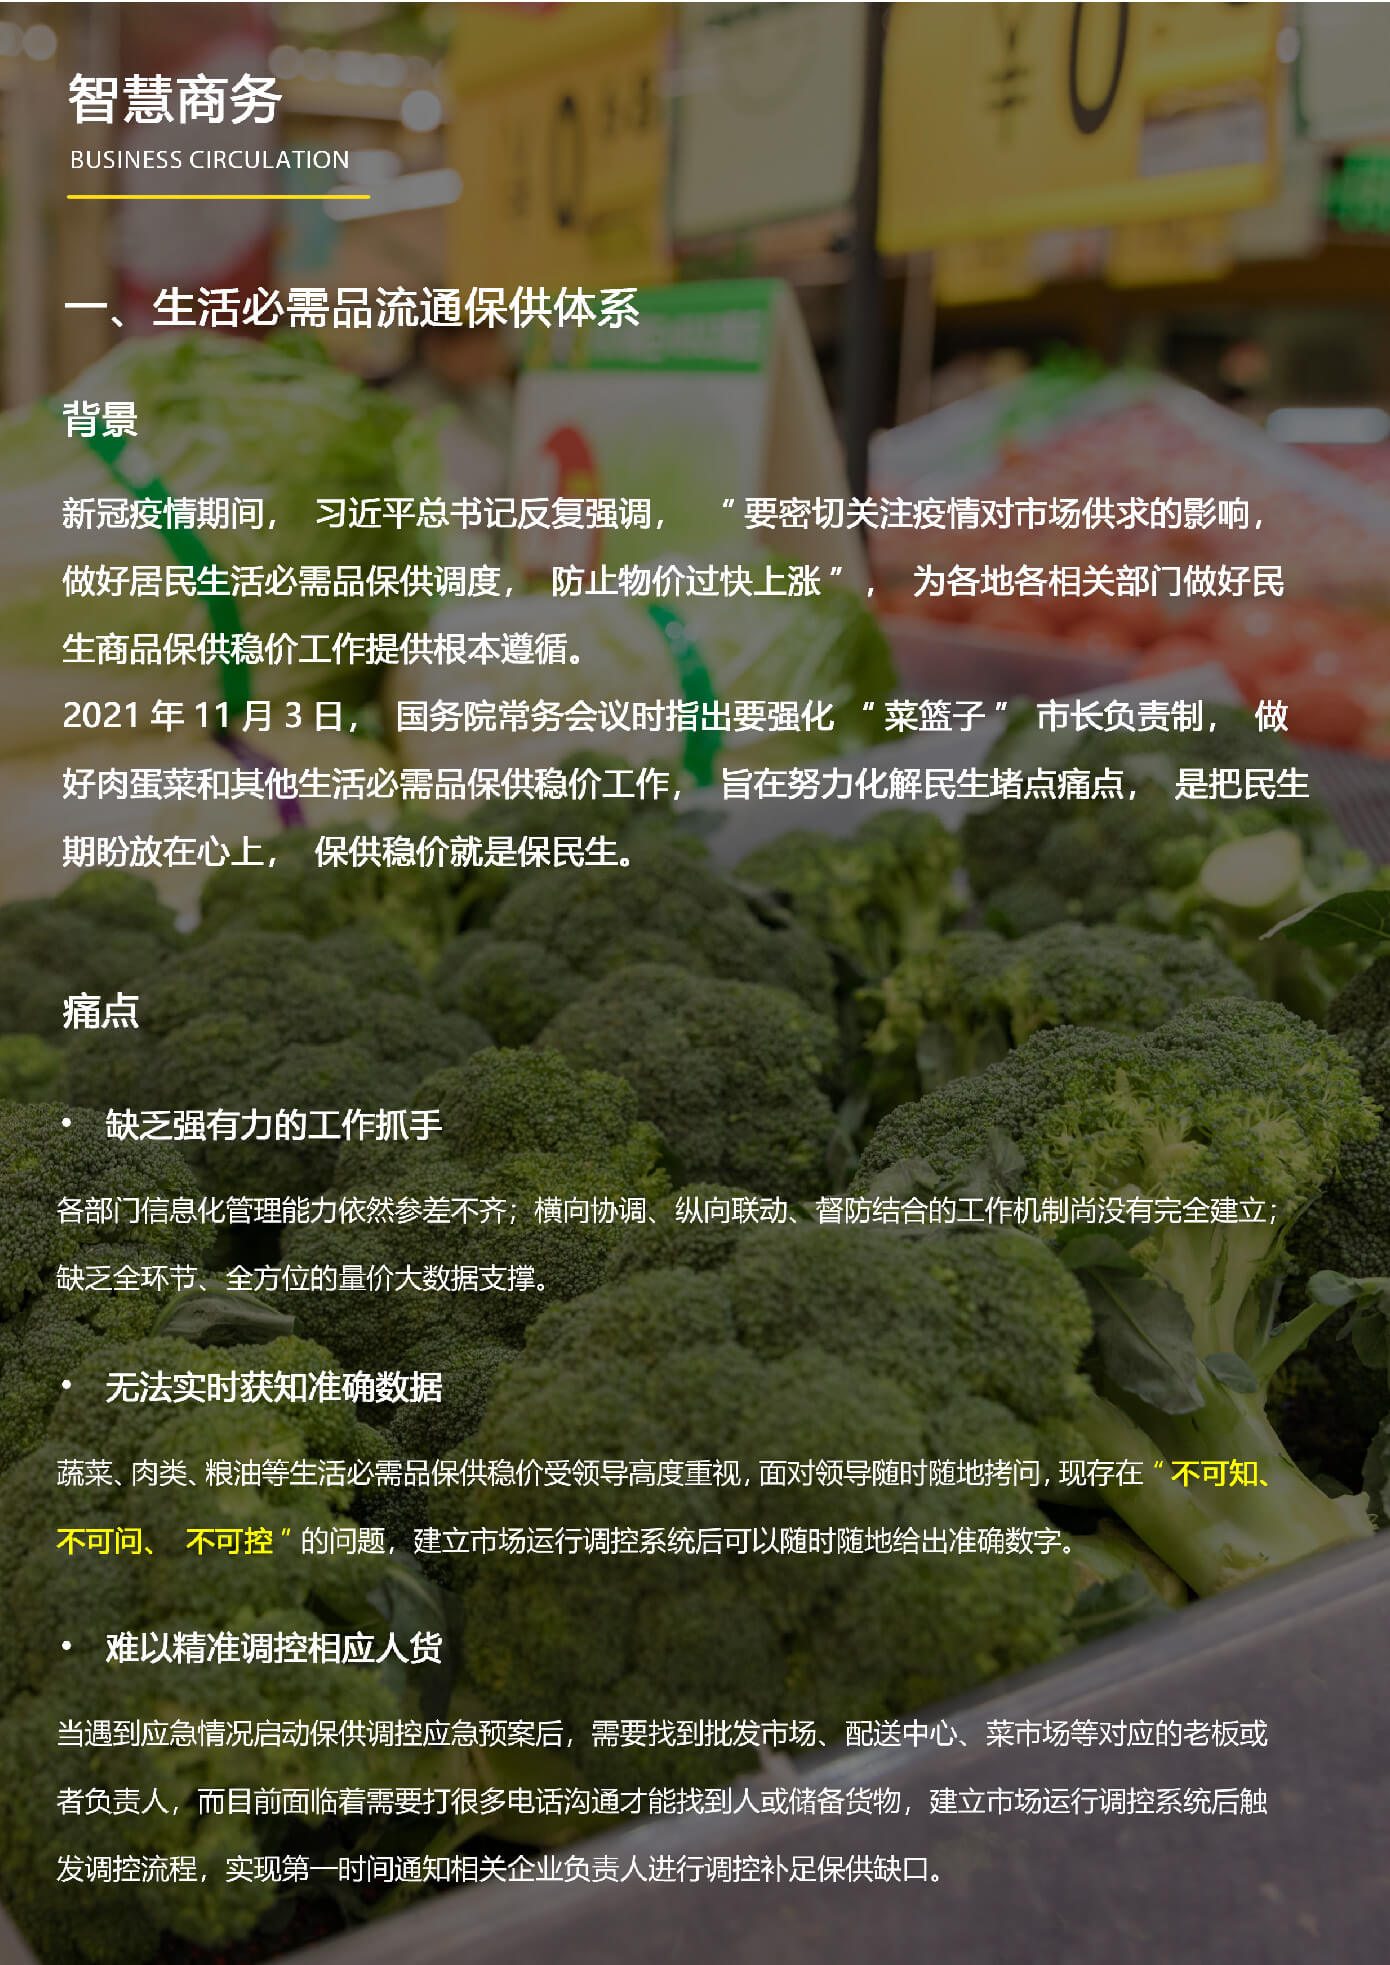 智慧商务
BUSINESS CIRCULATION
一、生活必需品流通保供体系
背景
新冠疫情期间， 习近平总书记反复强调， “要密切关注疫情对市场供求的影响，
做好居民生活必需品保供调度， 防止物价过快上涨”， 为各地各相关部门做好民
生商品保供稳价工作提供根本遵循。
2021 年 11 月 3 日， 国务院常务会议时指出要强化 “菜篮子” 市长负责制， 做
好肉蛋菜和其他生活必需品保供稳价工作， 旨在努力化解民生堵点痛点， 是把民生
期盼放在心上， 保供稳价就是保民生。
痛点
• 缺乏强有力的工作抓手
各部门信息化管理能力依然参差不齐；横向协调、纵向联动、督防结合的工作机制尚没有完全建立；
缺乏全环节、全方位的量价大数据支撑。
• 无法实时获知准确数据
蔬菜、肉类、粮油等生活必需品保供稳价受领导高度重视，面对领导随时随地拷问，现存在“不可知、
不可问、 不可控”的问题，建立市场运行调控系统后可以随时随地给出准确数字。
• 难以精准调控相应人货
当遇到应急情况启动保供调控应急预案后，需要找到批发市场、配送中心、菜市场等对应的老板或
者负责人，而目前面临着需要打很多电话沟通才能找到人或储备货物，建立市场运行调控系统后触
发调控流程，实现第一时间通知相关企业负责人进行调控补足保供缺口。